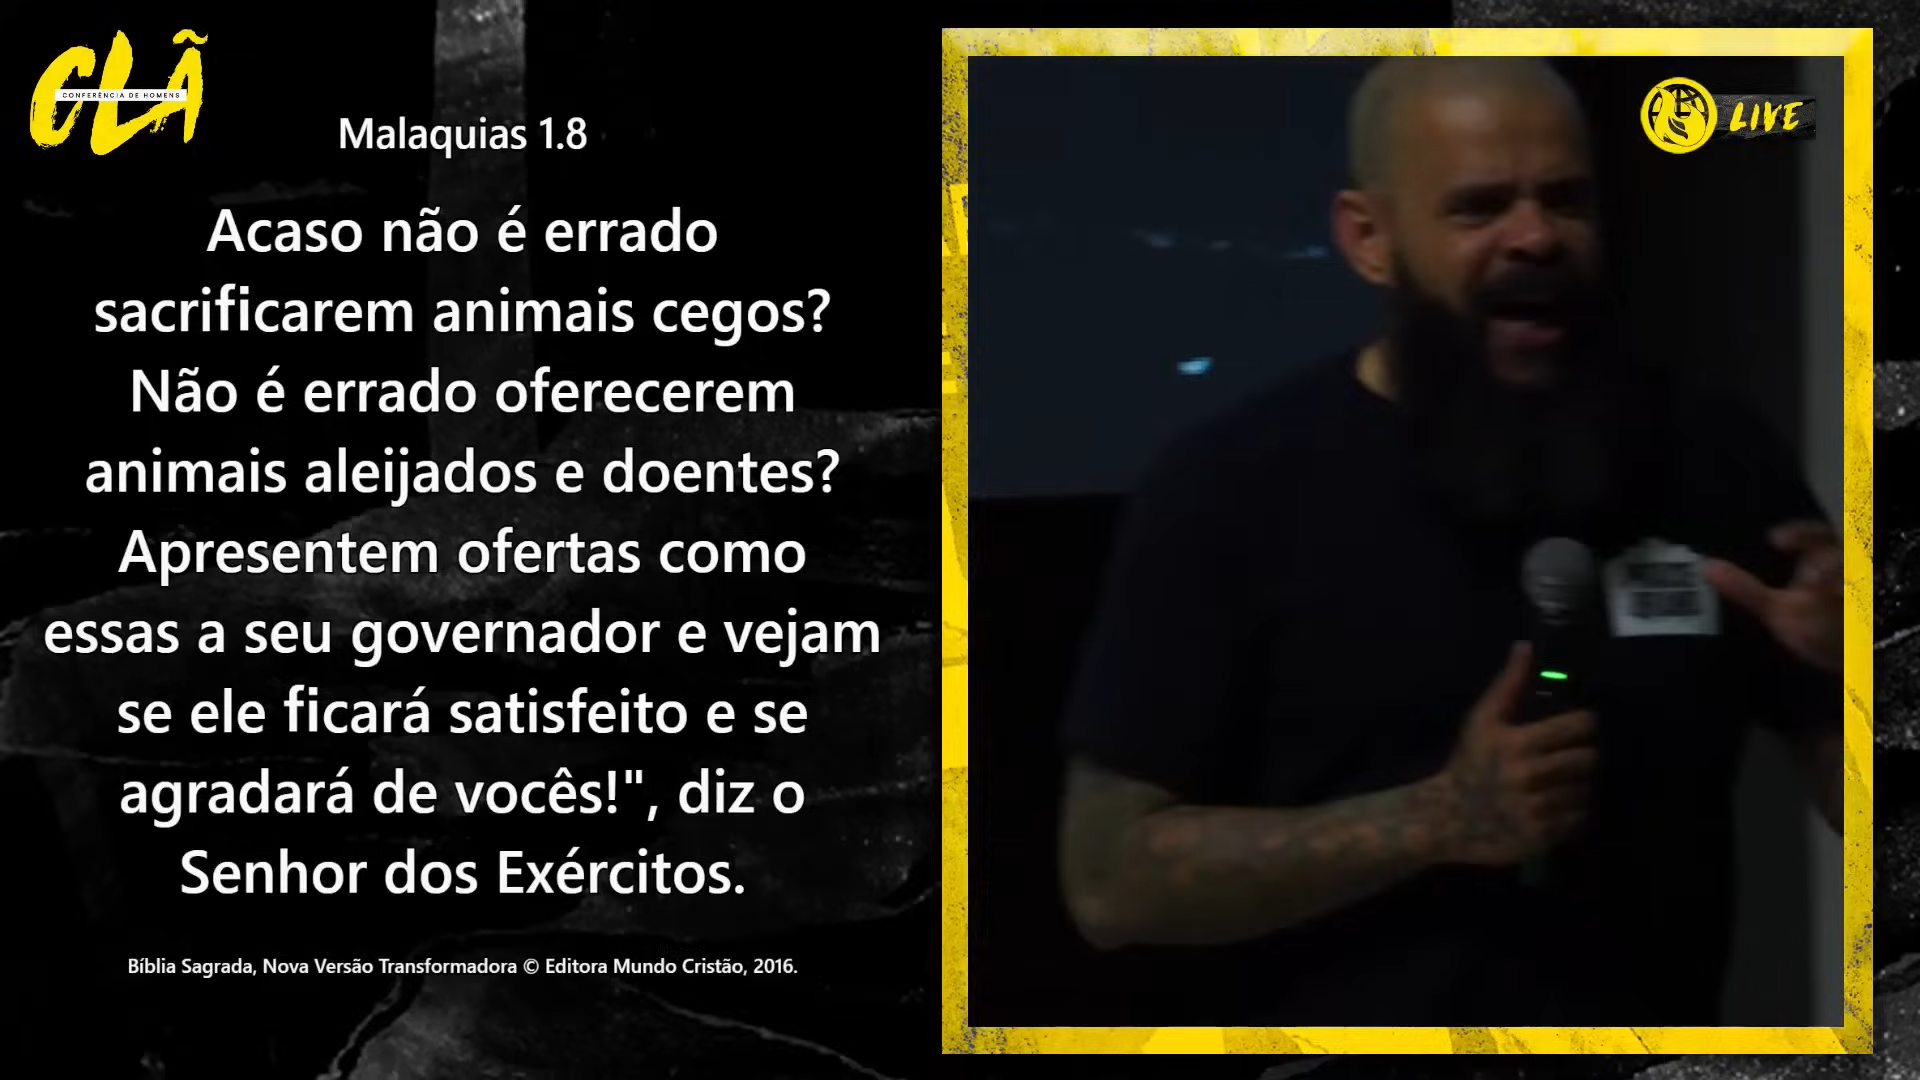 CLÃ
CONFERÊNCIA DE HOMENS
Malaquias 1.8
Acaso não é errado
sacrificarem animais cegos?
Não é errado oferecerem
animais aleijados e doentes?
Apresentem ofertas como
essas a seu governador e vejam
se ele ficará satisfeito e se
agradará de vocês!", diz o
Senhor dos Exércitos.
Bíblia Sagrada, Nova Versão Transformadora © Editora Mundo Cristão, 2016.
LIVE